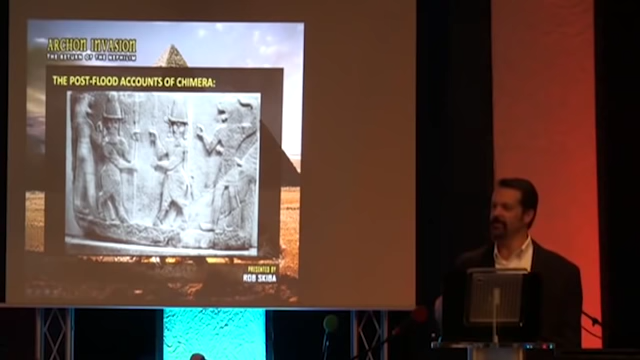 ARCHON INVASION
THE RETURN OF THE NEPHILIM
THE POST-FLOOD ACCOUNTS OF CHIMERA:
PRESENTED BY
ROB SKIBA